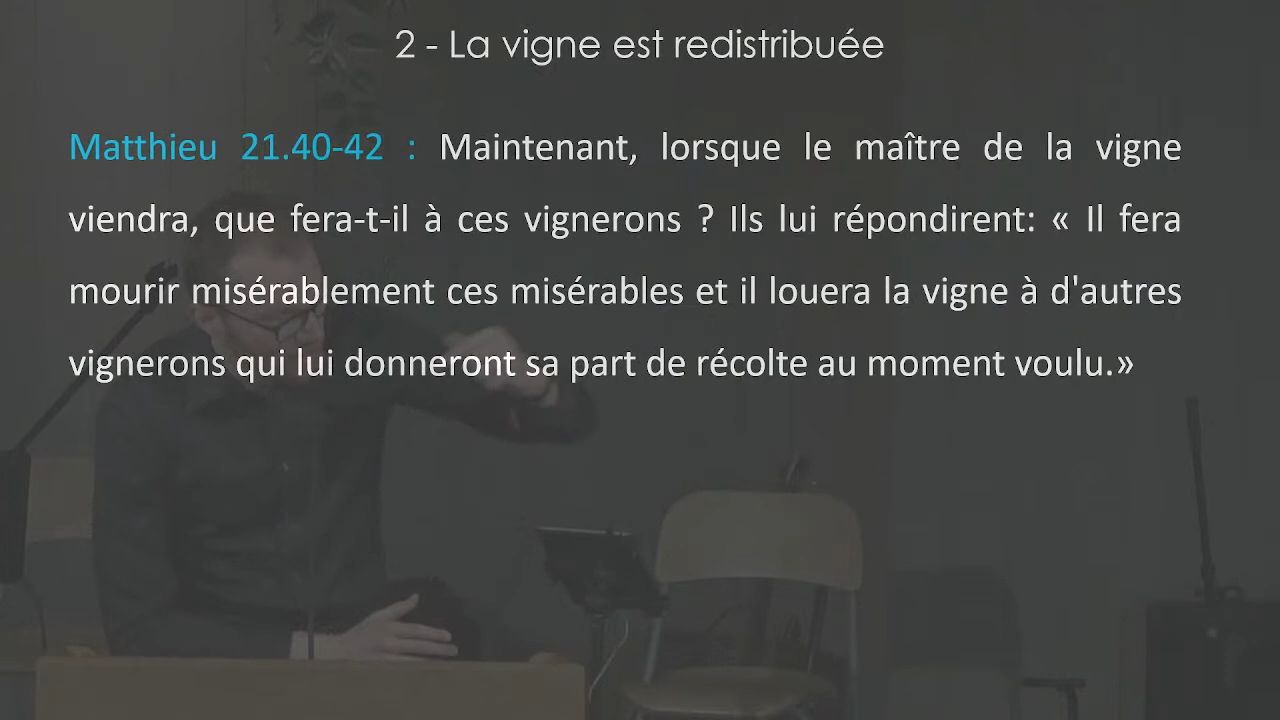 2 - La vigne est redistribuée
Matthieu 21.40-42 : Maintenant, lorsque le maître de la vigne
viendra, que fera-t-il à ces vignerons ? Ils lui répondirent: « Il fera
mourir misérablement ces misérables et il louera la vigne à d'autres
vignerons qui lui donneront sa part de récolte au moment voulu.»